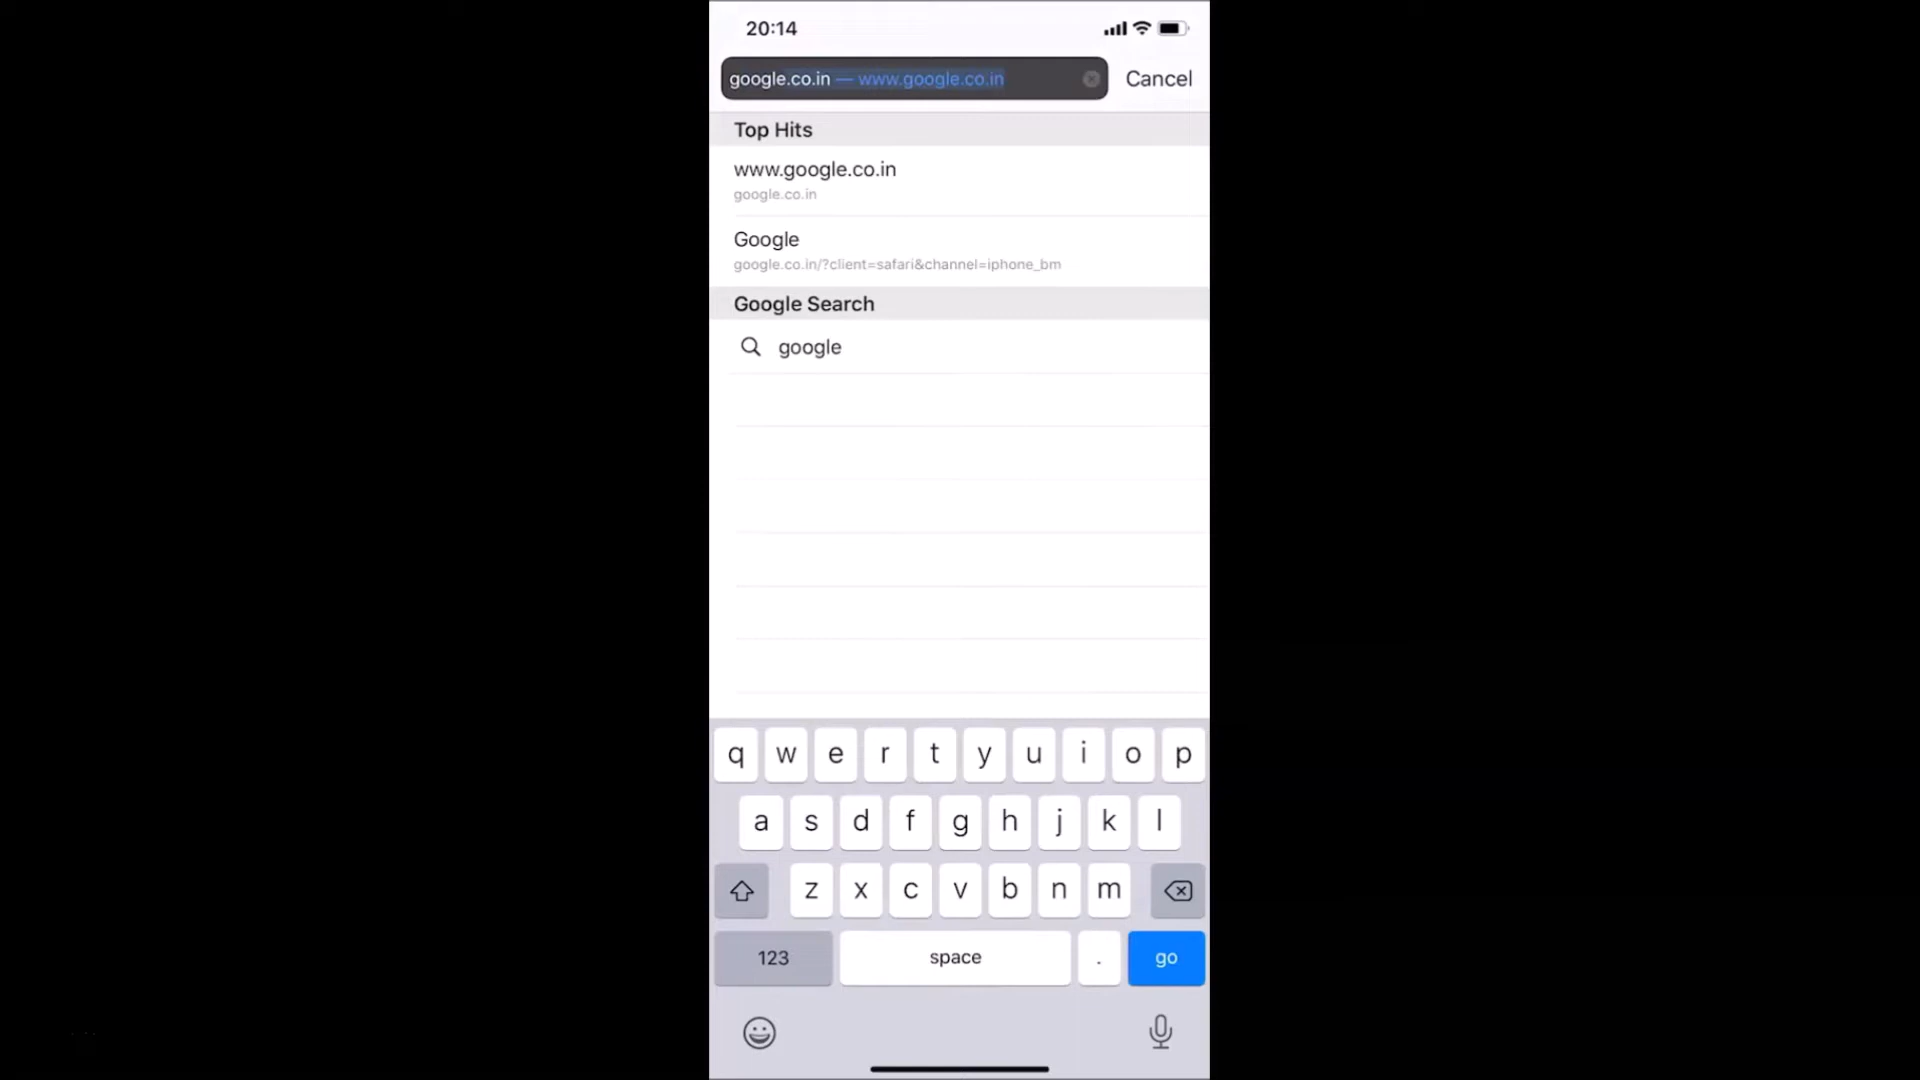 20:14
google.co.in — www.google.co.in
Cancel
Top Hits
www.google.co.in
google.co.in
Google
google.co.in/?client=safari&channel=iphone_bm
Google Search
google
q w e r t y u i o p
a s d f g h j k l
z x c v b n m
123 space . go